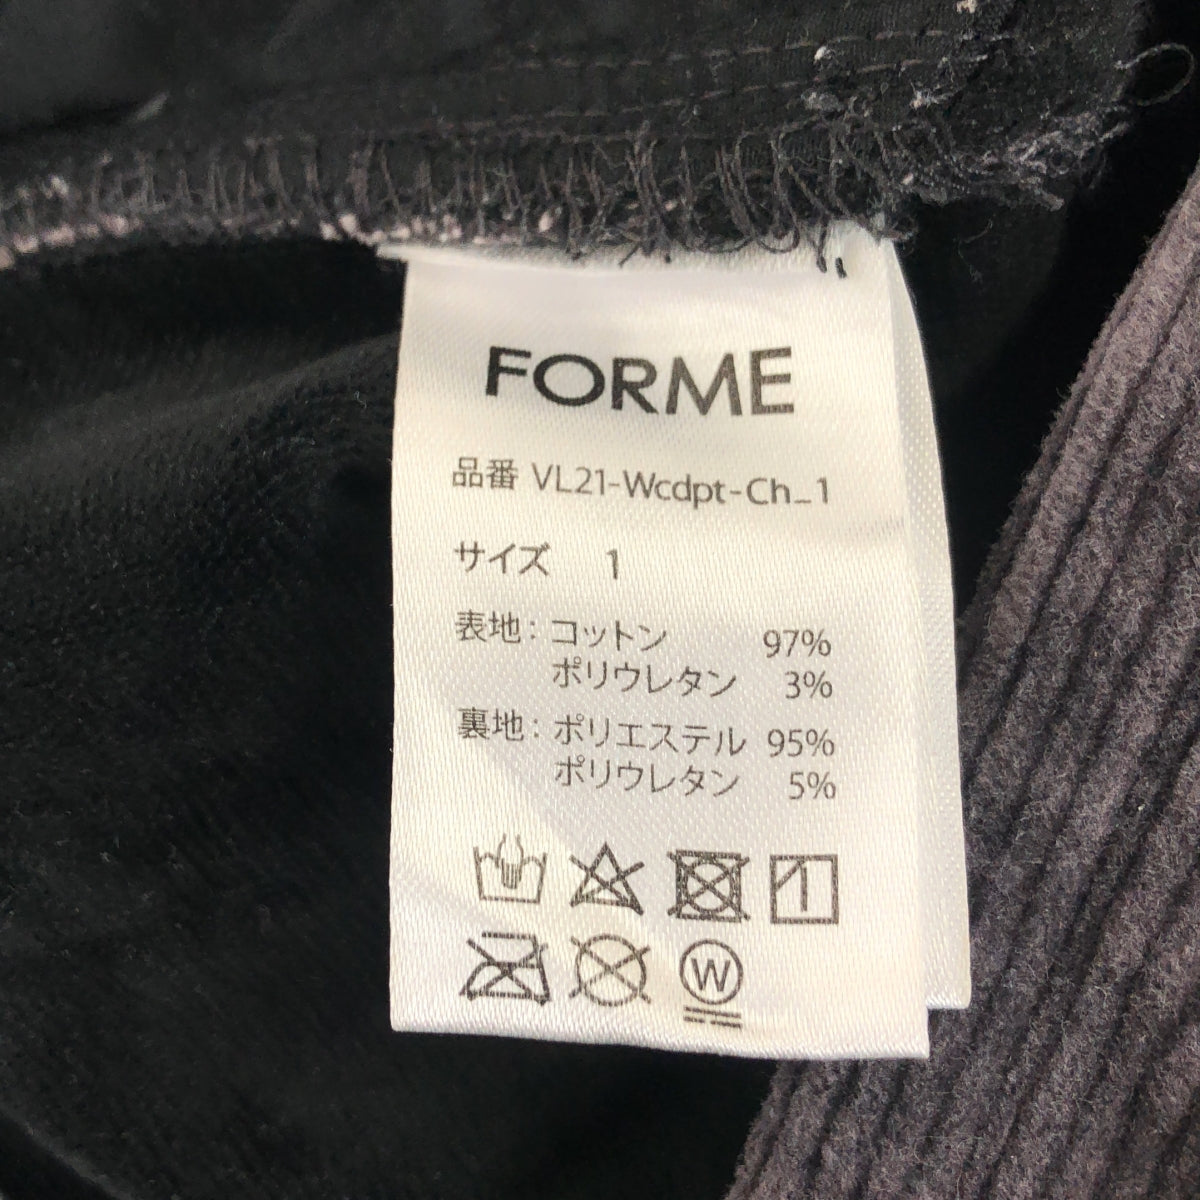 FORME
品番 VL21-Wcdpt-Ch_1
サイズ 1
表地：コットン 97%
ポリウレタン 3%
裏地：ポリエステル 95%
ポリウレタン 5%
W